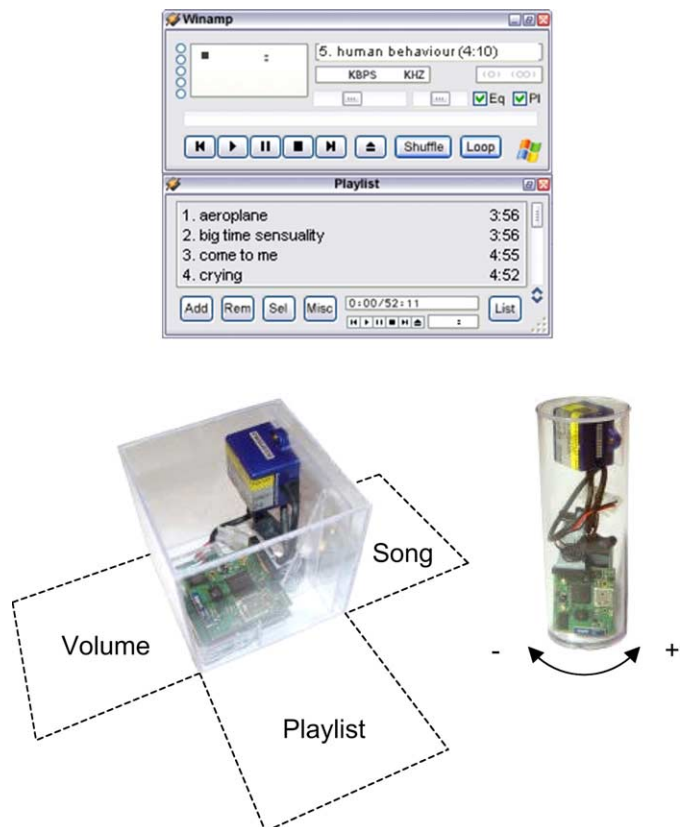 Winamp
5. human behaviour (4:10)
KBPS KHZ
Eq Pl
Shuffle Loop
Playlist
1. aeroplane 3:56
2. big time sensuality 3:56
3. come to me 4:55
4. crying 4:52
Add Rem Sel Misc 0:00/52:11 List
Song
Volume
Playlist
- +